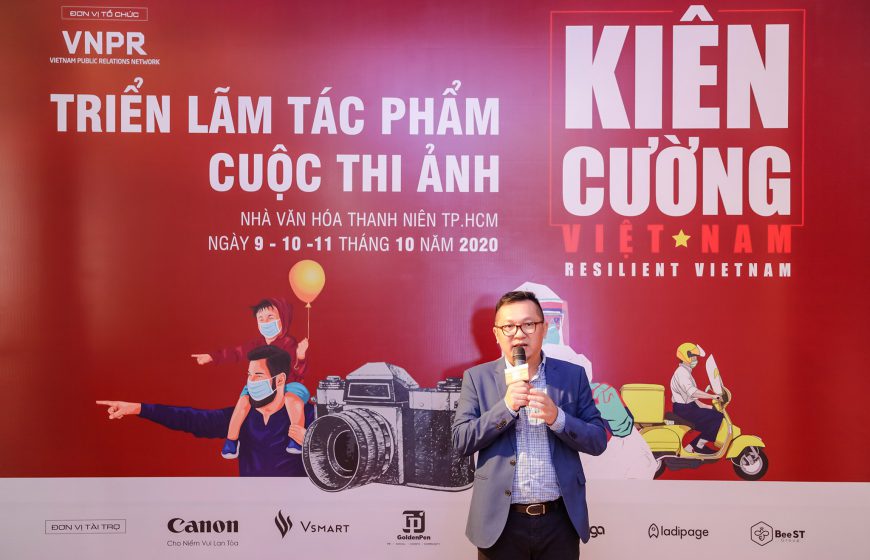 ĐƠN VỊ TỔ CHỨC
VNPR
VIETNAM PUBLIC RELATIONS NETWORK
TRIỂN LÃM TÁC PHẨM
CUỘC THI ẢNH
NHÀ VĂN HÓA THANH NIÊN TP.HCM
NGÀY 9 - 10 -11 THÁNG 10 NĂM 2020
KIÊN
CƯỜNG
VIỆT NAM
RESILIENT VIETNAM
ĐƠN VỊ TÀI TRỢ
Canon
Cho Niềm Vui Lan Tỏa
VSMART
GoldenPen
ladipage
BeeST